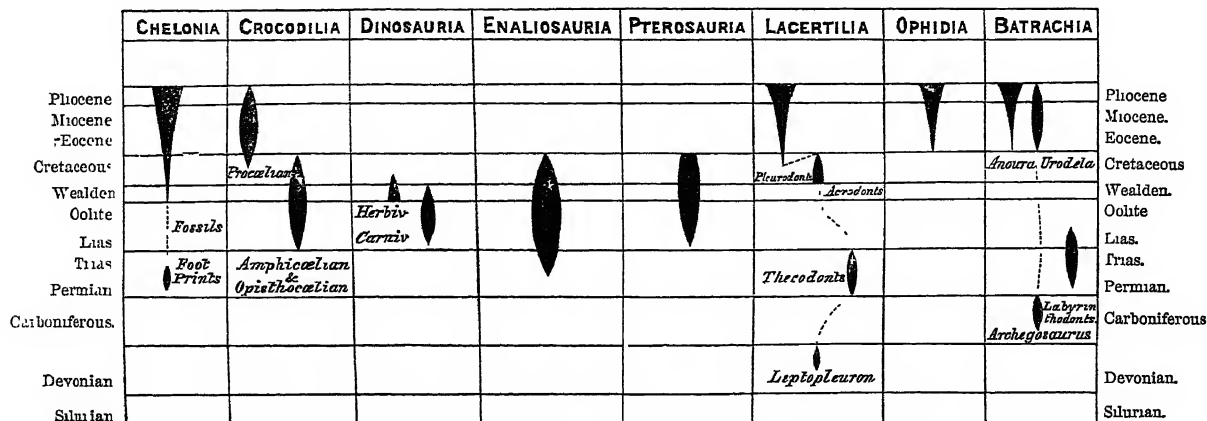 CHELONIA CROCODILIA DINOSAURIA ENALIOSAURIA PTEROSAURIA LACERTILIA OPHIDIA BATRACHIA
Pliocene Pliocene
Miocene Miocene.
Eocene Eocene.
Cretaceous Procœlian Pleurodonts Anoura Urodela Cretaceous
Wealden Acrodonts Wealden.
Oolite Fossils Herbiv Oolite
Lias Carniv Lias.
Trias Foot Prints Amphicœlian & Opisthocœlian Thecodonts Trias.
Permian Permian.
Carboniferous. Labyrin thodonts. Archegosaurus Carboniferous
Devonian Leptopleuron Devonian.
Silurian Silurian.